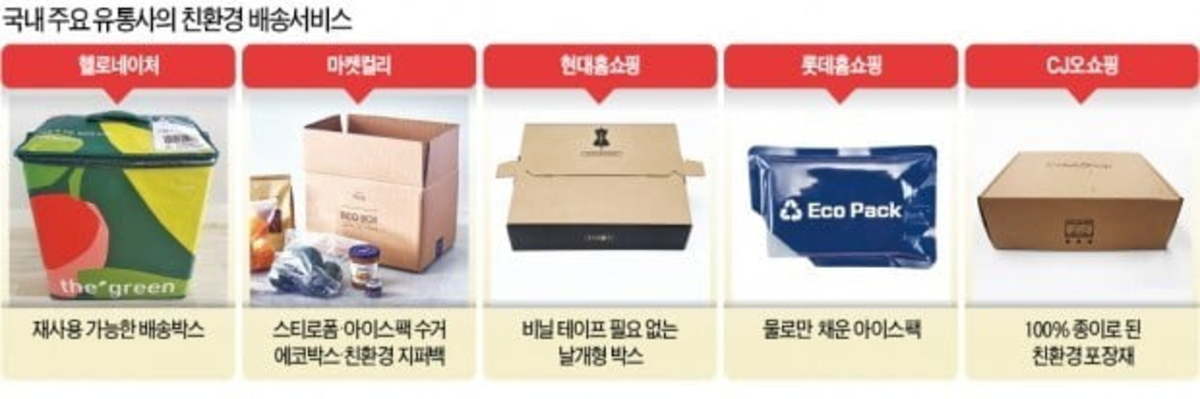 국내 주요 유통사의 친환경 배송서비스
헬로네이처
마켓컬리
현대홈쇼핑
롯데홈쇼핑
CJ오쇼핑
the green
ECO BOX
Eco Pack
재사용 가능한 배송박스
스티로폼·아이스팩 수거
에코박스·친환경 지퍼백
비닐 테이프 필요 없는
날개형 박스
물로만 채운 아이스팩
100% 종이로 된
친환경 포장재